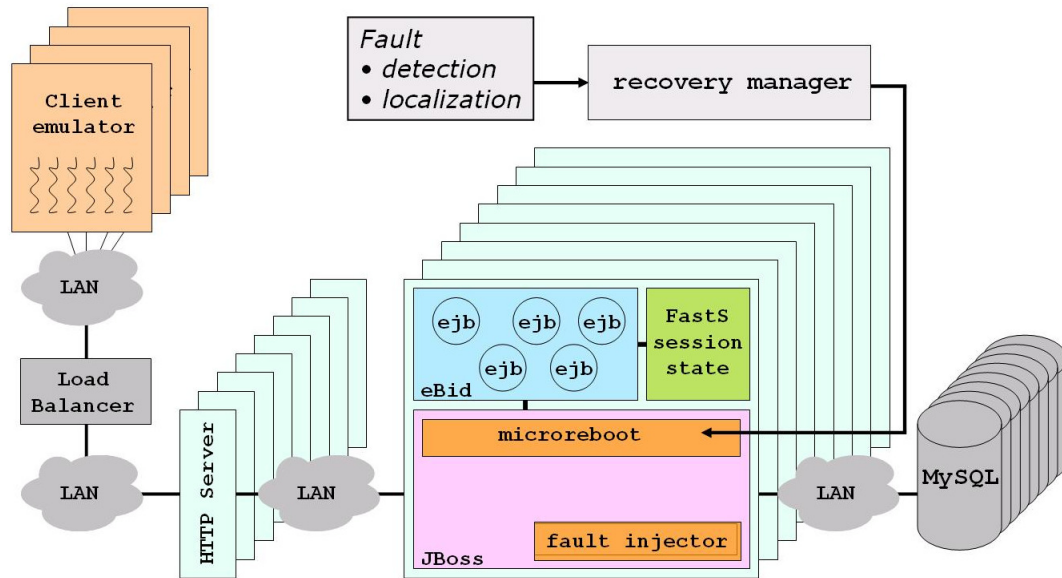 Fault
• detection
• localization
recovery manager
Client
emulator
LAN
Load
Balancer
LAN
HTTP Server
LAN
ejb
ejb
ejb
ejb
ejb
eBid
FastS
session
state
microreboot
fault injector
JBoss
LAN
MySQL